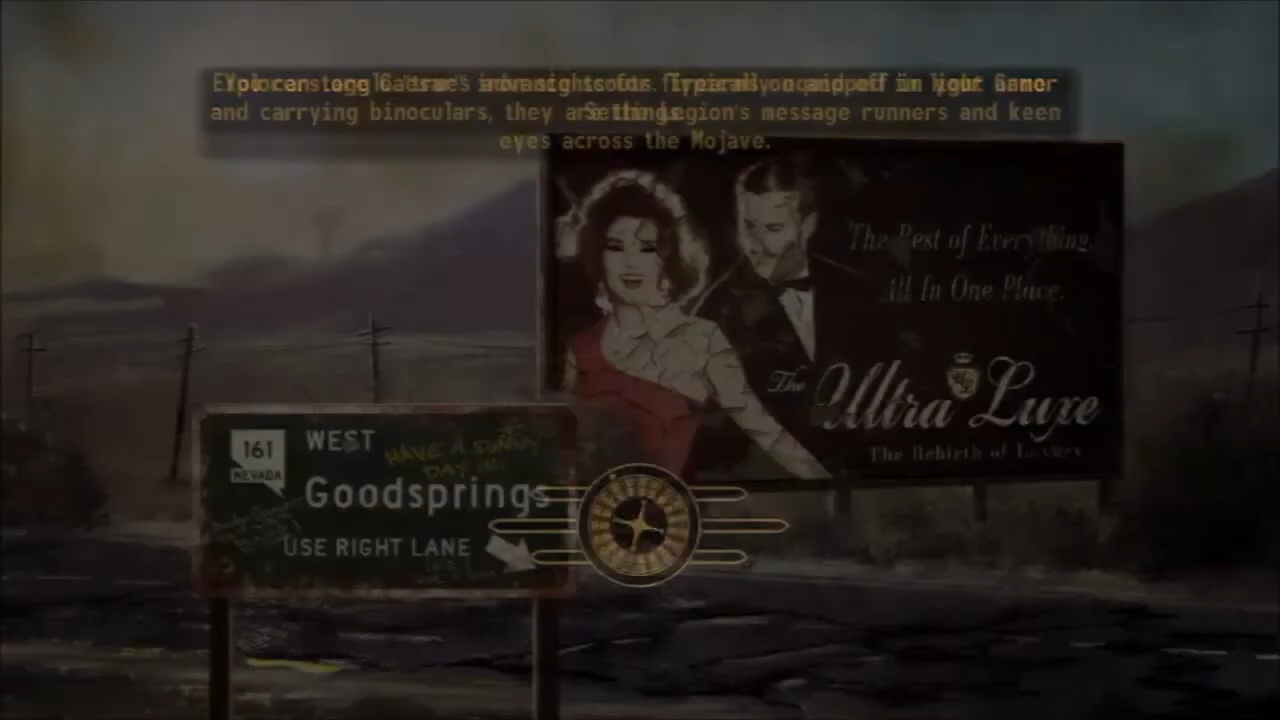 and carrying binoculars, they are the Legion's message runners and keen
Settings.
eyes across the Mojave.
The Best of Everything.
All In One Place.
The Ultra Luxe
The Rebirth of Luxury
161
NEVADA
WEST
HAVE A SUNNY
DAY
Goodsprings
USE RIGHT LANE